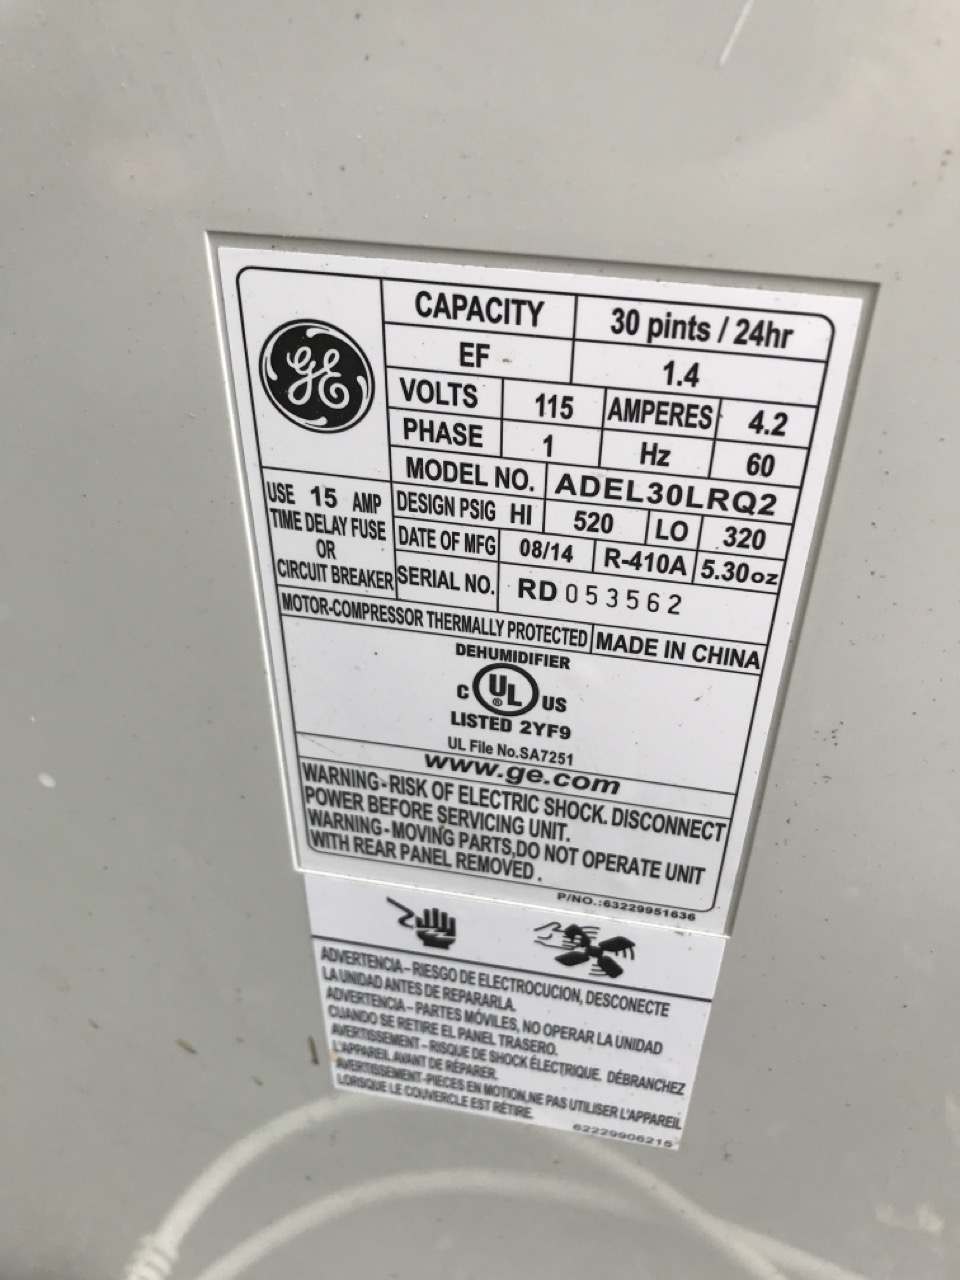 GE
CAPACITY 30 pints / 24hr
EF - 1.4
VOLTS 115 AMPERES 4.2
PHASE 1 Hz 60
MODEL NO. ADEL30LRQ2
DESIGN PSIG HI 520 LO 320
DATE OF MFG 08/14 R-410A 5.30oz
SERIAL NO. RD053562
USE 15 AMP
TIME DELAY FUSE
OR
CIRCUIT BREAKER
MOTOR-COMPRESSOR THERMALLY PROTECTED MADE IN CHINA
DEHUMIDIFIER
C UL® US
LISTED 2YF9
UL File No.SA7251
www.ge.com
WARNING-RISK OF ELECTRIC SHOCK. DISCONNECT
POWER BEFORE SERVICING UNIT.
WARNING-MOVING PARTS,DO NOT OPERATE UNIT
WITH REAR PANEL REMOVED.
P/NO.:63229951636
ADVERTENCIA-RIESGO DE ELECTROCUCION, DESCONECTE
LA UNIDAD ANTES DE REPARARLA.
ADVERTENCIA-PARTES MÓVILES, NO OPERAR LA UNIDAD
CUANDO SE RETIRE EL PANEL TRASERO.
AVERTISSEMENT-RISQUE DE SHOCK ÉLECTRIQUE. DÉBRANCHEZ
L'APPAREIL AVANT DE RÉPARER.
AVERTISSEMENT-PIECES EN MOTION,NE PAS UTILISER L'APPAREIL
LORSQUE LE COUVERCLE EST RÉTIRE.
62229906215